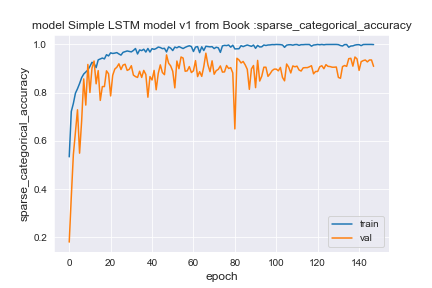 model Simple LSTM model v1 from Book :sparse_categorical_accuracy
sparse_categorical_accuracy
1.0
0.8
0.6
0.4
0.2
0 20 40 60 80 100 120 140
epoch
train
val